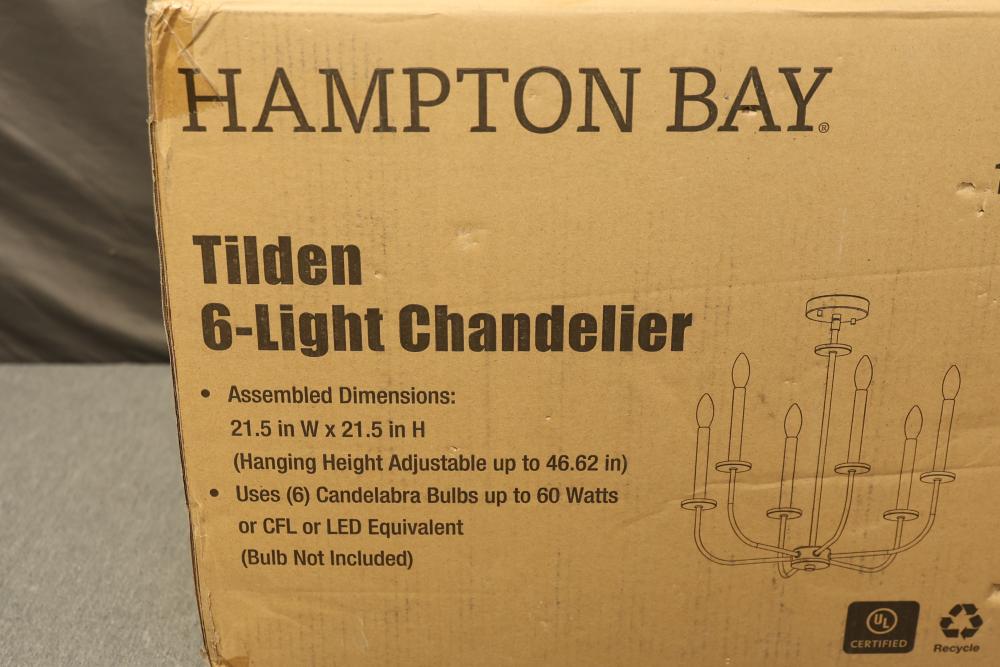 HAMPTON BAY®
Tilden
6-Light Chandelier
• Assembled Dimensions:
21.5 in W x 21.5 in H
(Hanging Height Adjustable up to 46.62 in)
• Uses (6) Candelabra Bulbs up to 60 Watts
or CFL or LED Equivalent
(Bulb Not Included)
UL
CERTIFIED
Recycle